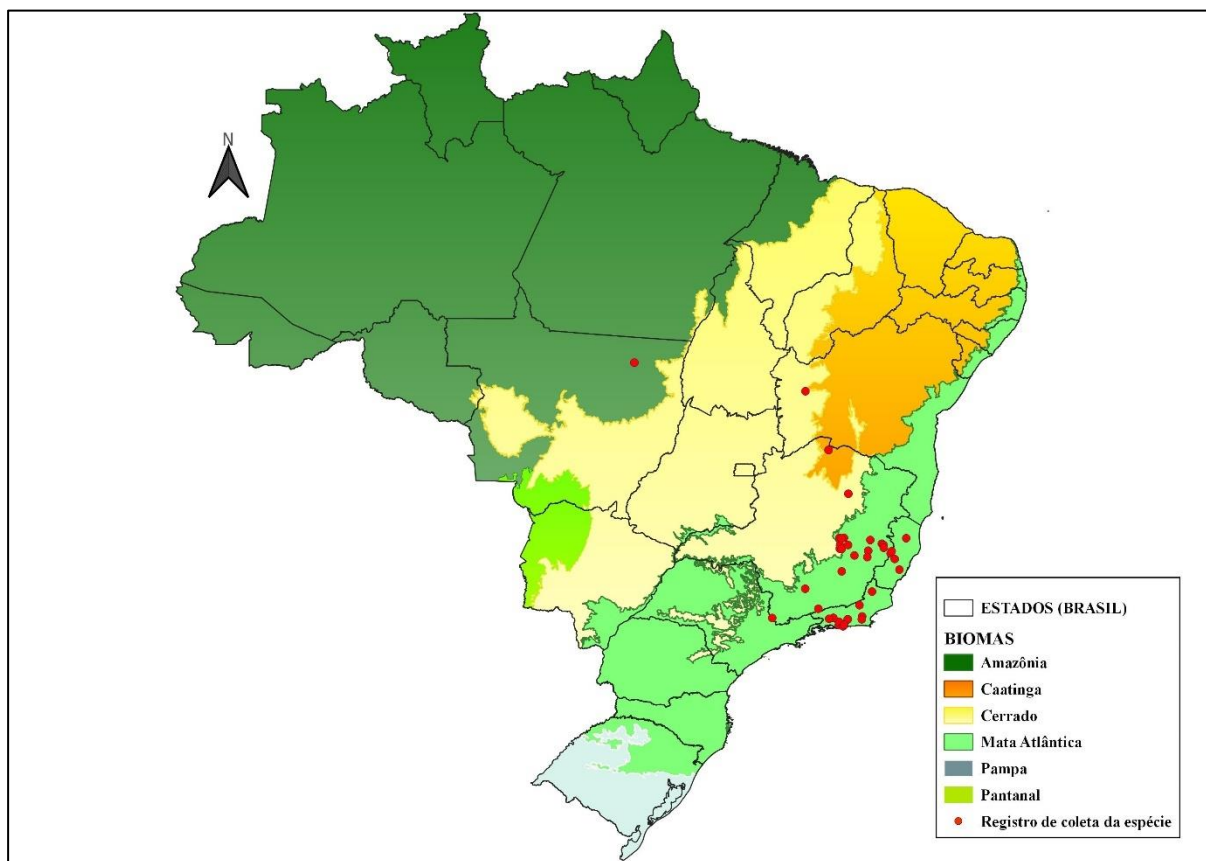 N
ESTADOS (BRASIL)
BIOMAS
Amazônia
Caatinga
Cerrado
Mata Atlântica
Pampa
Pantanal
Registro de coleta da espécie